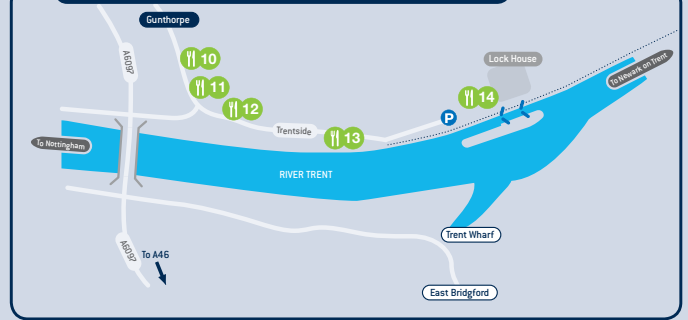 Gunthorpe
A6097
10
Lock House
To Newark on Trent
11
14
12
P
Trentside
13
To Nottingham
RIVER TRENT
Trent Wharf
A6097
To A46
East Bridgford